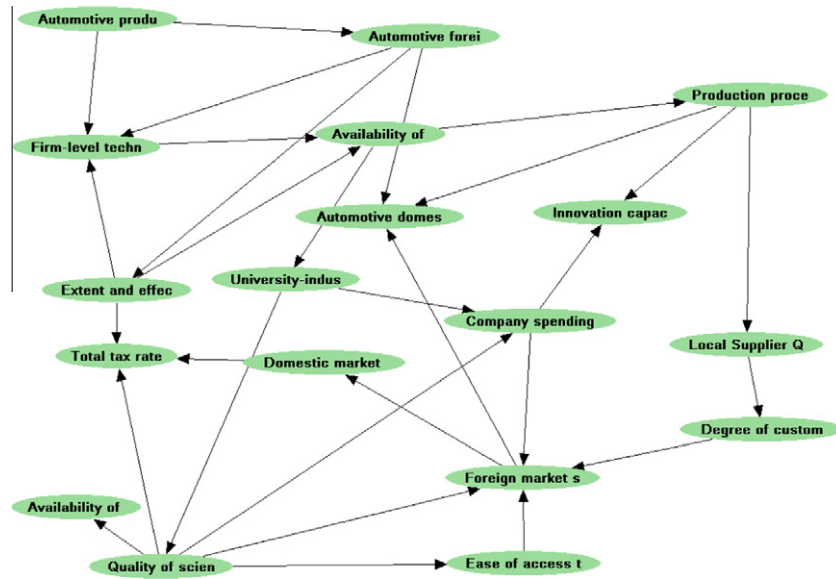 Automotive produ
Automotive forei
Production proce
Availability of
Firm-level techn
Automotive domes
Innovation capac
University-indus
Extent and effec
Company spending
Local Supplier Q
Total tax rate
Domestic market
Degree of custom
Foreign market s
Availability of
Ease of access t
Quality of scien